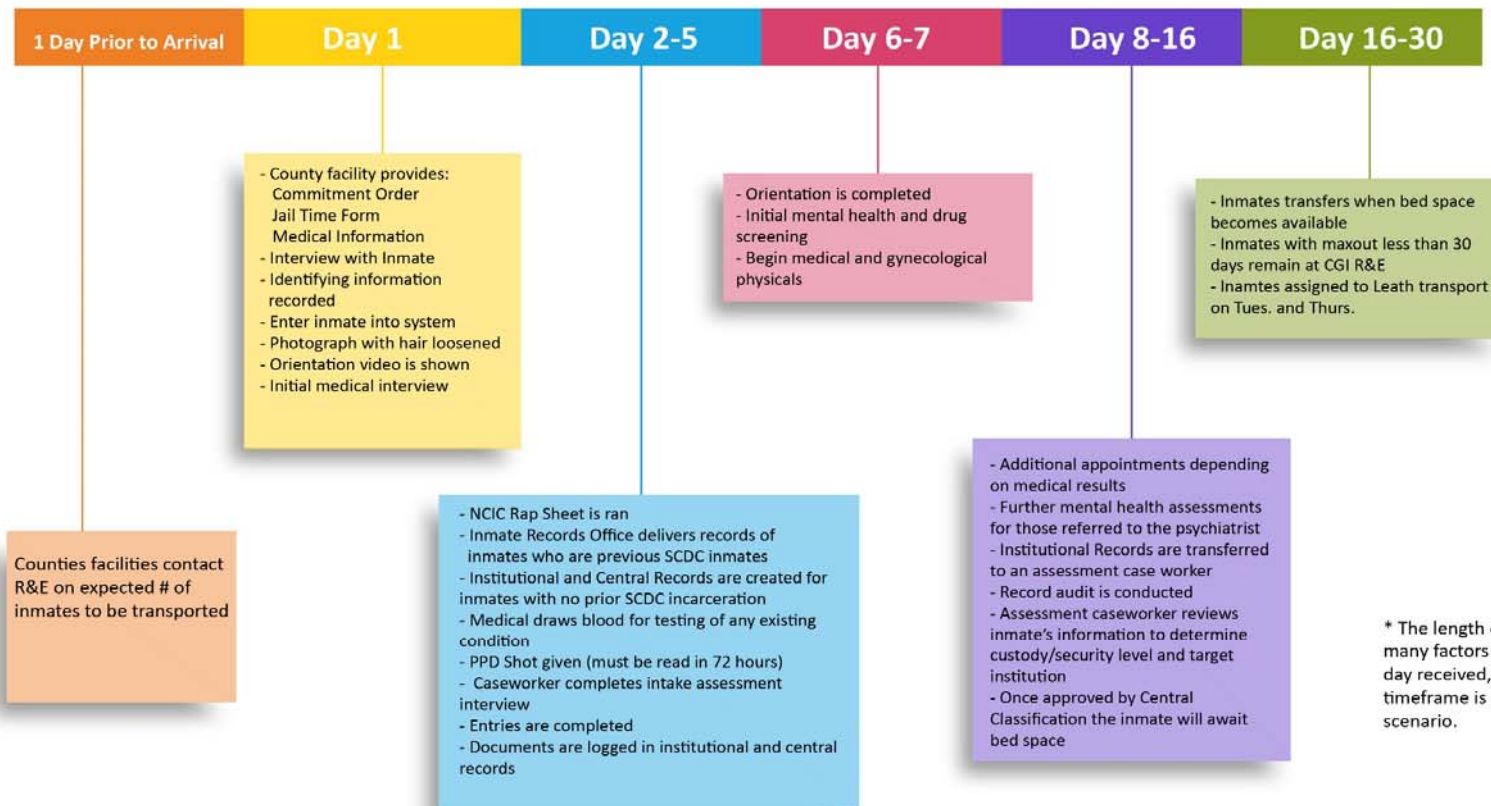 1 Day Prior to Arrival
Day 1
Day 2-5
Day 6-7
Day 8-16
Day 16-30
Counties facilities contact
R&E on expected # of
inmates to be transported
- County facility provides:
Commitment Order
Jail Time Form
Medical Information
- Interview with Inmate
- Identifying information
recorded
- Enter inmate into system
- Photograph with hair loosened
- Orientation video is shown
- Initial medical interview
- NCIC Rap Sheet is ran
- Inmate Records Office delivers records of
inmates who are previous SCDC inmates
- Institutional and Central Records are created for
inmates with no prior SCDC incarceration
- Medical draws blood for testing of any existing
condition
- PPD Shot given (must be read in 72 hours)
- Caseworker completes intake assessment
interview
- Entries are completed
- Documents are logged in institutional and central
records
- Orientation is completed
- Initial mental health and drug
screening
- Begin medical and gynecological
physicals
- Additional appointments depending
on medical results
- Further mental health assessments
for those referred to the psychiatrist
- Institutional Records are transferred
to an assessment case worker
- Record audit is conducted
- Assessment caseworker reviews
inmate's information to determine
custody/security level and target
institution
- Once approved by Central
Classification the inmate will await
bed space
- Inmates transfers when bed space
becomes available
- Inmates with maxout less than 30
days remain at CGI R&E
- Inamtes assigned to Leath transport
on Tues. and Thurs.
* The length
many factors
day received,
timeframe is
scenario.